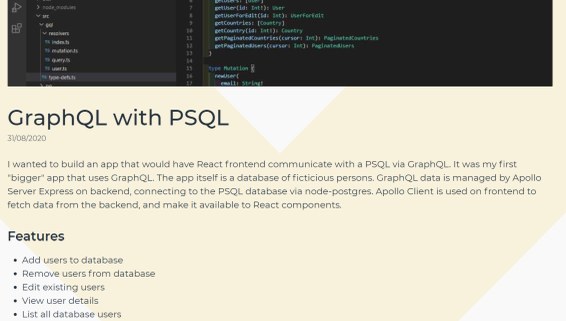 getUsers: [User]
node_modules
getUser(id: Int!): User
src
getUserForEdit(id: Int!): UserForEdit
gql
getCountries: [Country]
resolvers
getCountry(id: Int!): Country
index.ts
getPaginatedCountries(cursor: Int): PaginatedCountries
mutation.ts
getPaginatedUsers(cursor: Int): PaginatedUsers
query.ts
13 }
user.ts
14
type-defs.ts
15 type Mutation {
16 newUser(
17 email: String!
GraphQL with PSQL
31/08/2020
I wanted to build an app that would have React frontend communicate with a PSQL via GraphQL. It was my first
"bigger" app that uses GraphQL. The app itself is a database of ficticious persons. GraphQL data is managed by Apollo
Server Express on backend, connecting to the PSQL database via node-postgres. Apollo Client is used on frontend to
fetch data from the backend, and make it available to React components.
Features
Add users to database
Remove users from database
Edit existing users
View user details
List all database users